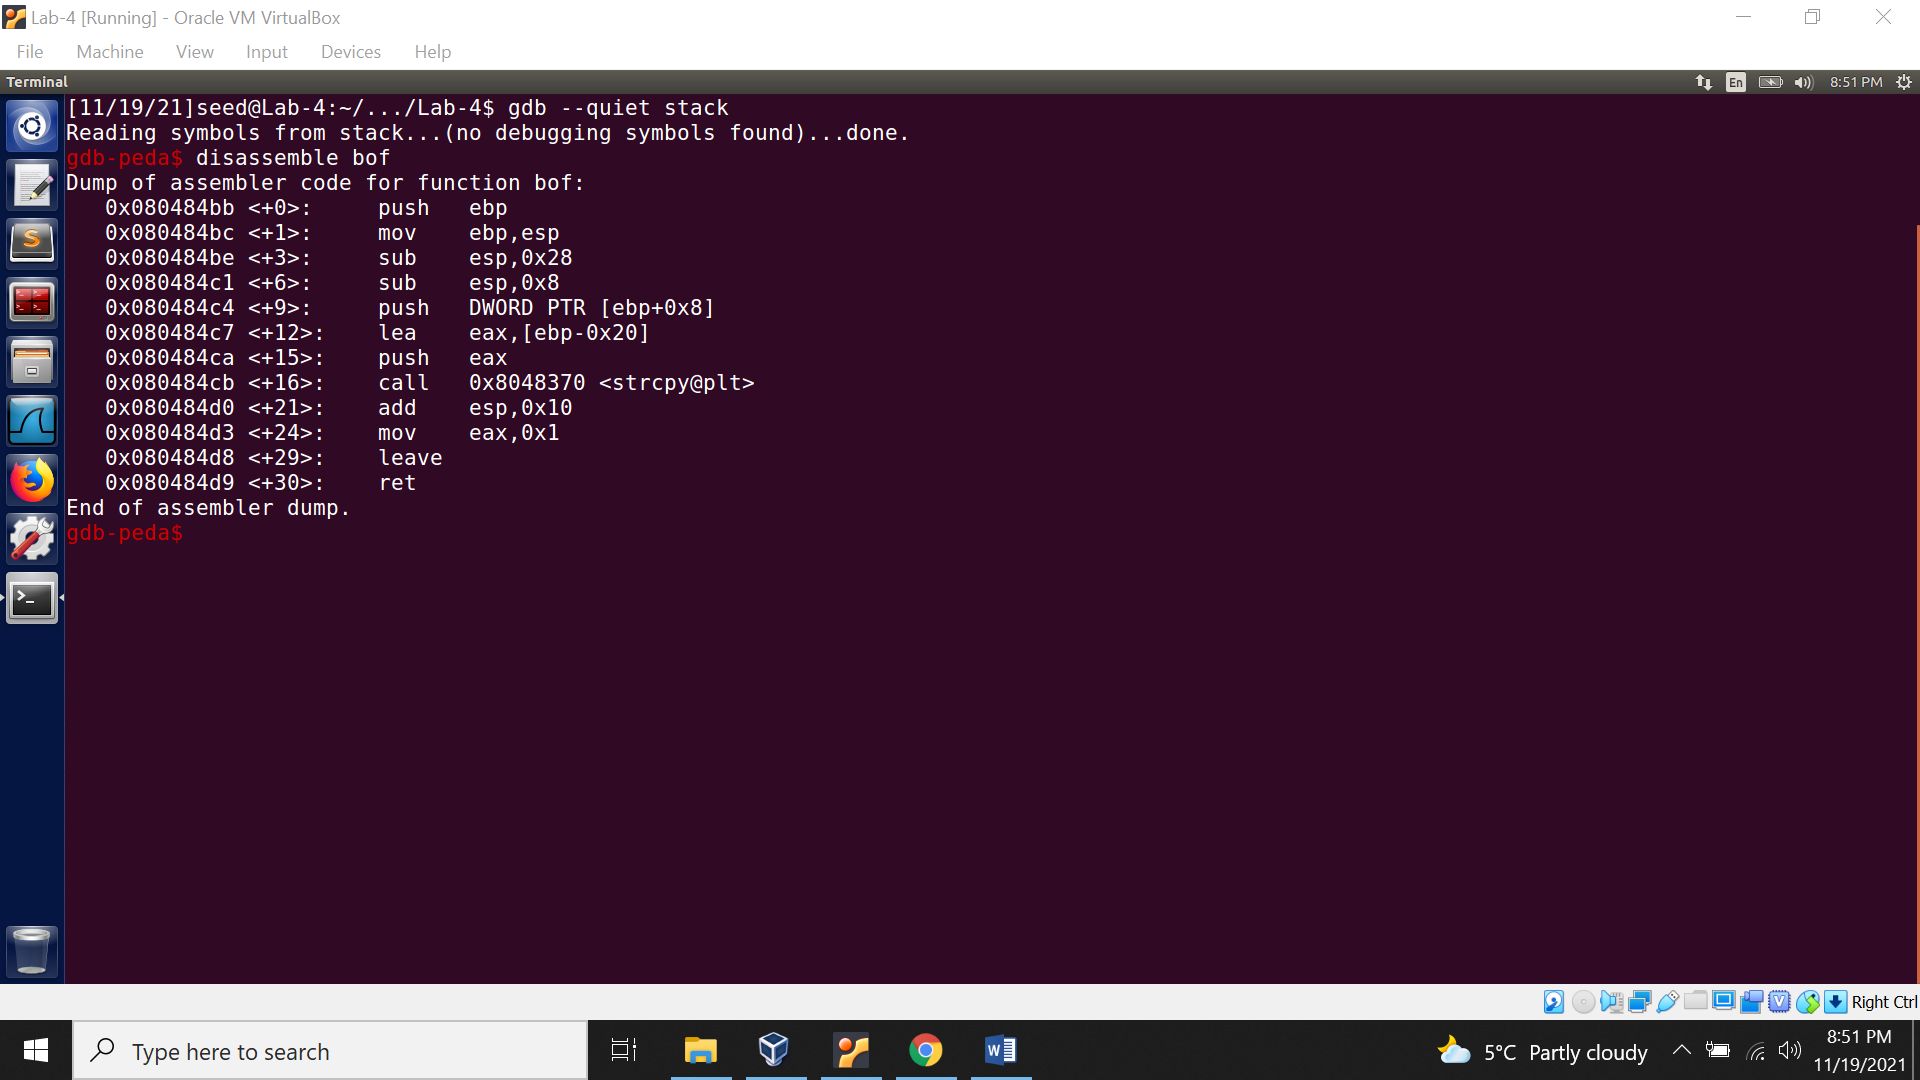 Lab-4 [Running] - Oracle VM VirtualBox
File Machine View Input Devices Help
Terminal
En 8:51 PM
[11/19/21]seed@Lab-4:~/.../Lab-4$ gdb --quiet stack
Reading symbols from stack...(no debugging symbols found)...done.
gdb-peda$ disassemble bof
Dump of assembler code for function bof:
   0x080484bb <+0>:     push   ebp
   0x080484bc <+1>:     mov    ebp,esp
   0x080484be <+3>:     sub    esp,0x28
   0x080484c1 <+6>:     sub    esp,0x8
   0x080484c4 <+9>:     push   DWORD PTR [ebp+0x8]
   0x080484c7 <+12>:    lea    eax,[ebp-0x20]
   0x080484ca <+15>:    push   eax
   0x080484cb <+16>:    call   0x8048370 <strcpy@plt>
   0x080484d0 <+21>:    add    esp,0x10
   0x080484d3 <+24>:    mov    eax,0x1
   0x080484d8 <+29>:    leave
   0x080484d9 <+30>:    ret
End of assembler dump.
gdb-peda$
Right Ctrl
Type here to search
5°C Partly cloudy
8:51 PM
11/19/2021